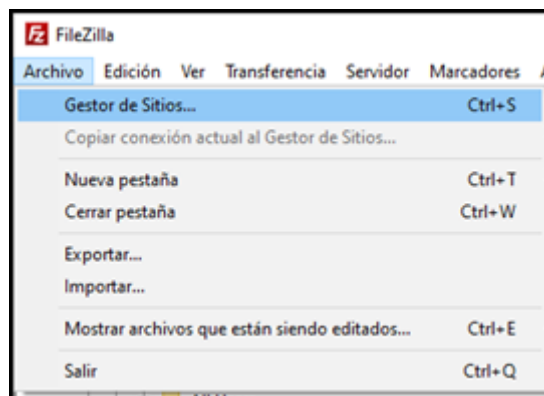 FileZilla
Archivo Edición Ver Transferencia Servidor Marcadores
Gestor de Sitios... Ctrl+S
Copiar conexión actual al Gestor de Sitios...
Nueva pestaña Ctrl+T
Cerrar pestaña Ctrl+W
Exportar...
Importar...
Mostrar archivos que están siendo editados... Ctrl+E
Salir Ctrl+Q